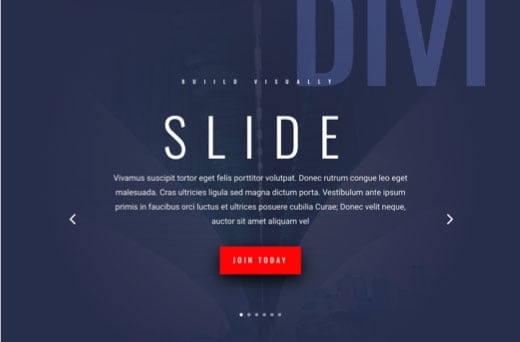 DIVI
BUIILD VISUALLY
SLIDE
Vivamus suscipit tortor eget felis porttitor volutpat. Donec rutrum congue leo eget
malesuada. Cras ultricies ligula sed magna dictum porta. Vestibulum ante ipsum
primis in faucibus orci luctus et ultrices posuere cubilia Curae; Donec velit neque,
auctor sit amet aliquam vel
JOIN TODAY